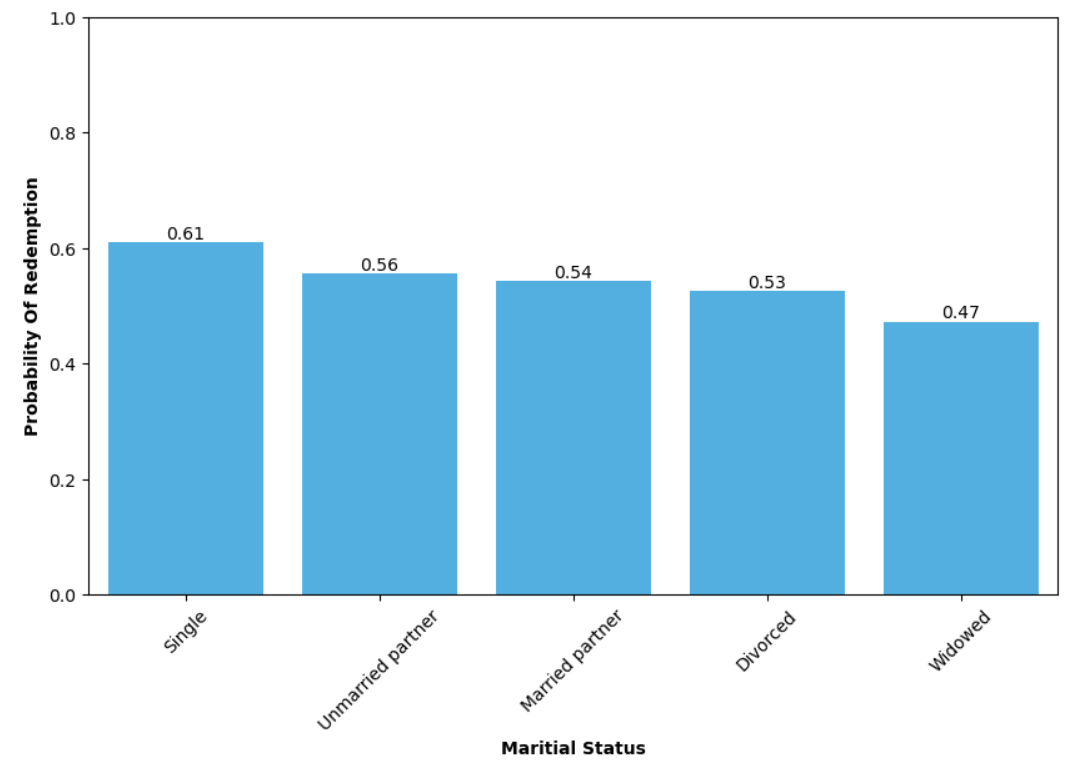 Probability Of Redemption
1.0
0.8
0.6
0.4
0.2
0.0
0.61
0.56
0.54
0.53
0.47
Single
Unmarried partner
Married partner
Divorced
Widowed
Maritial Status